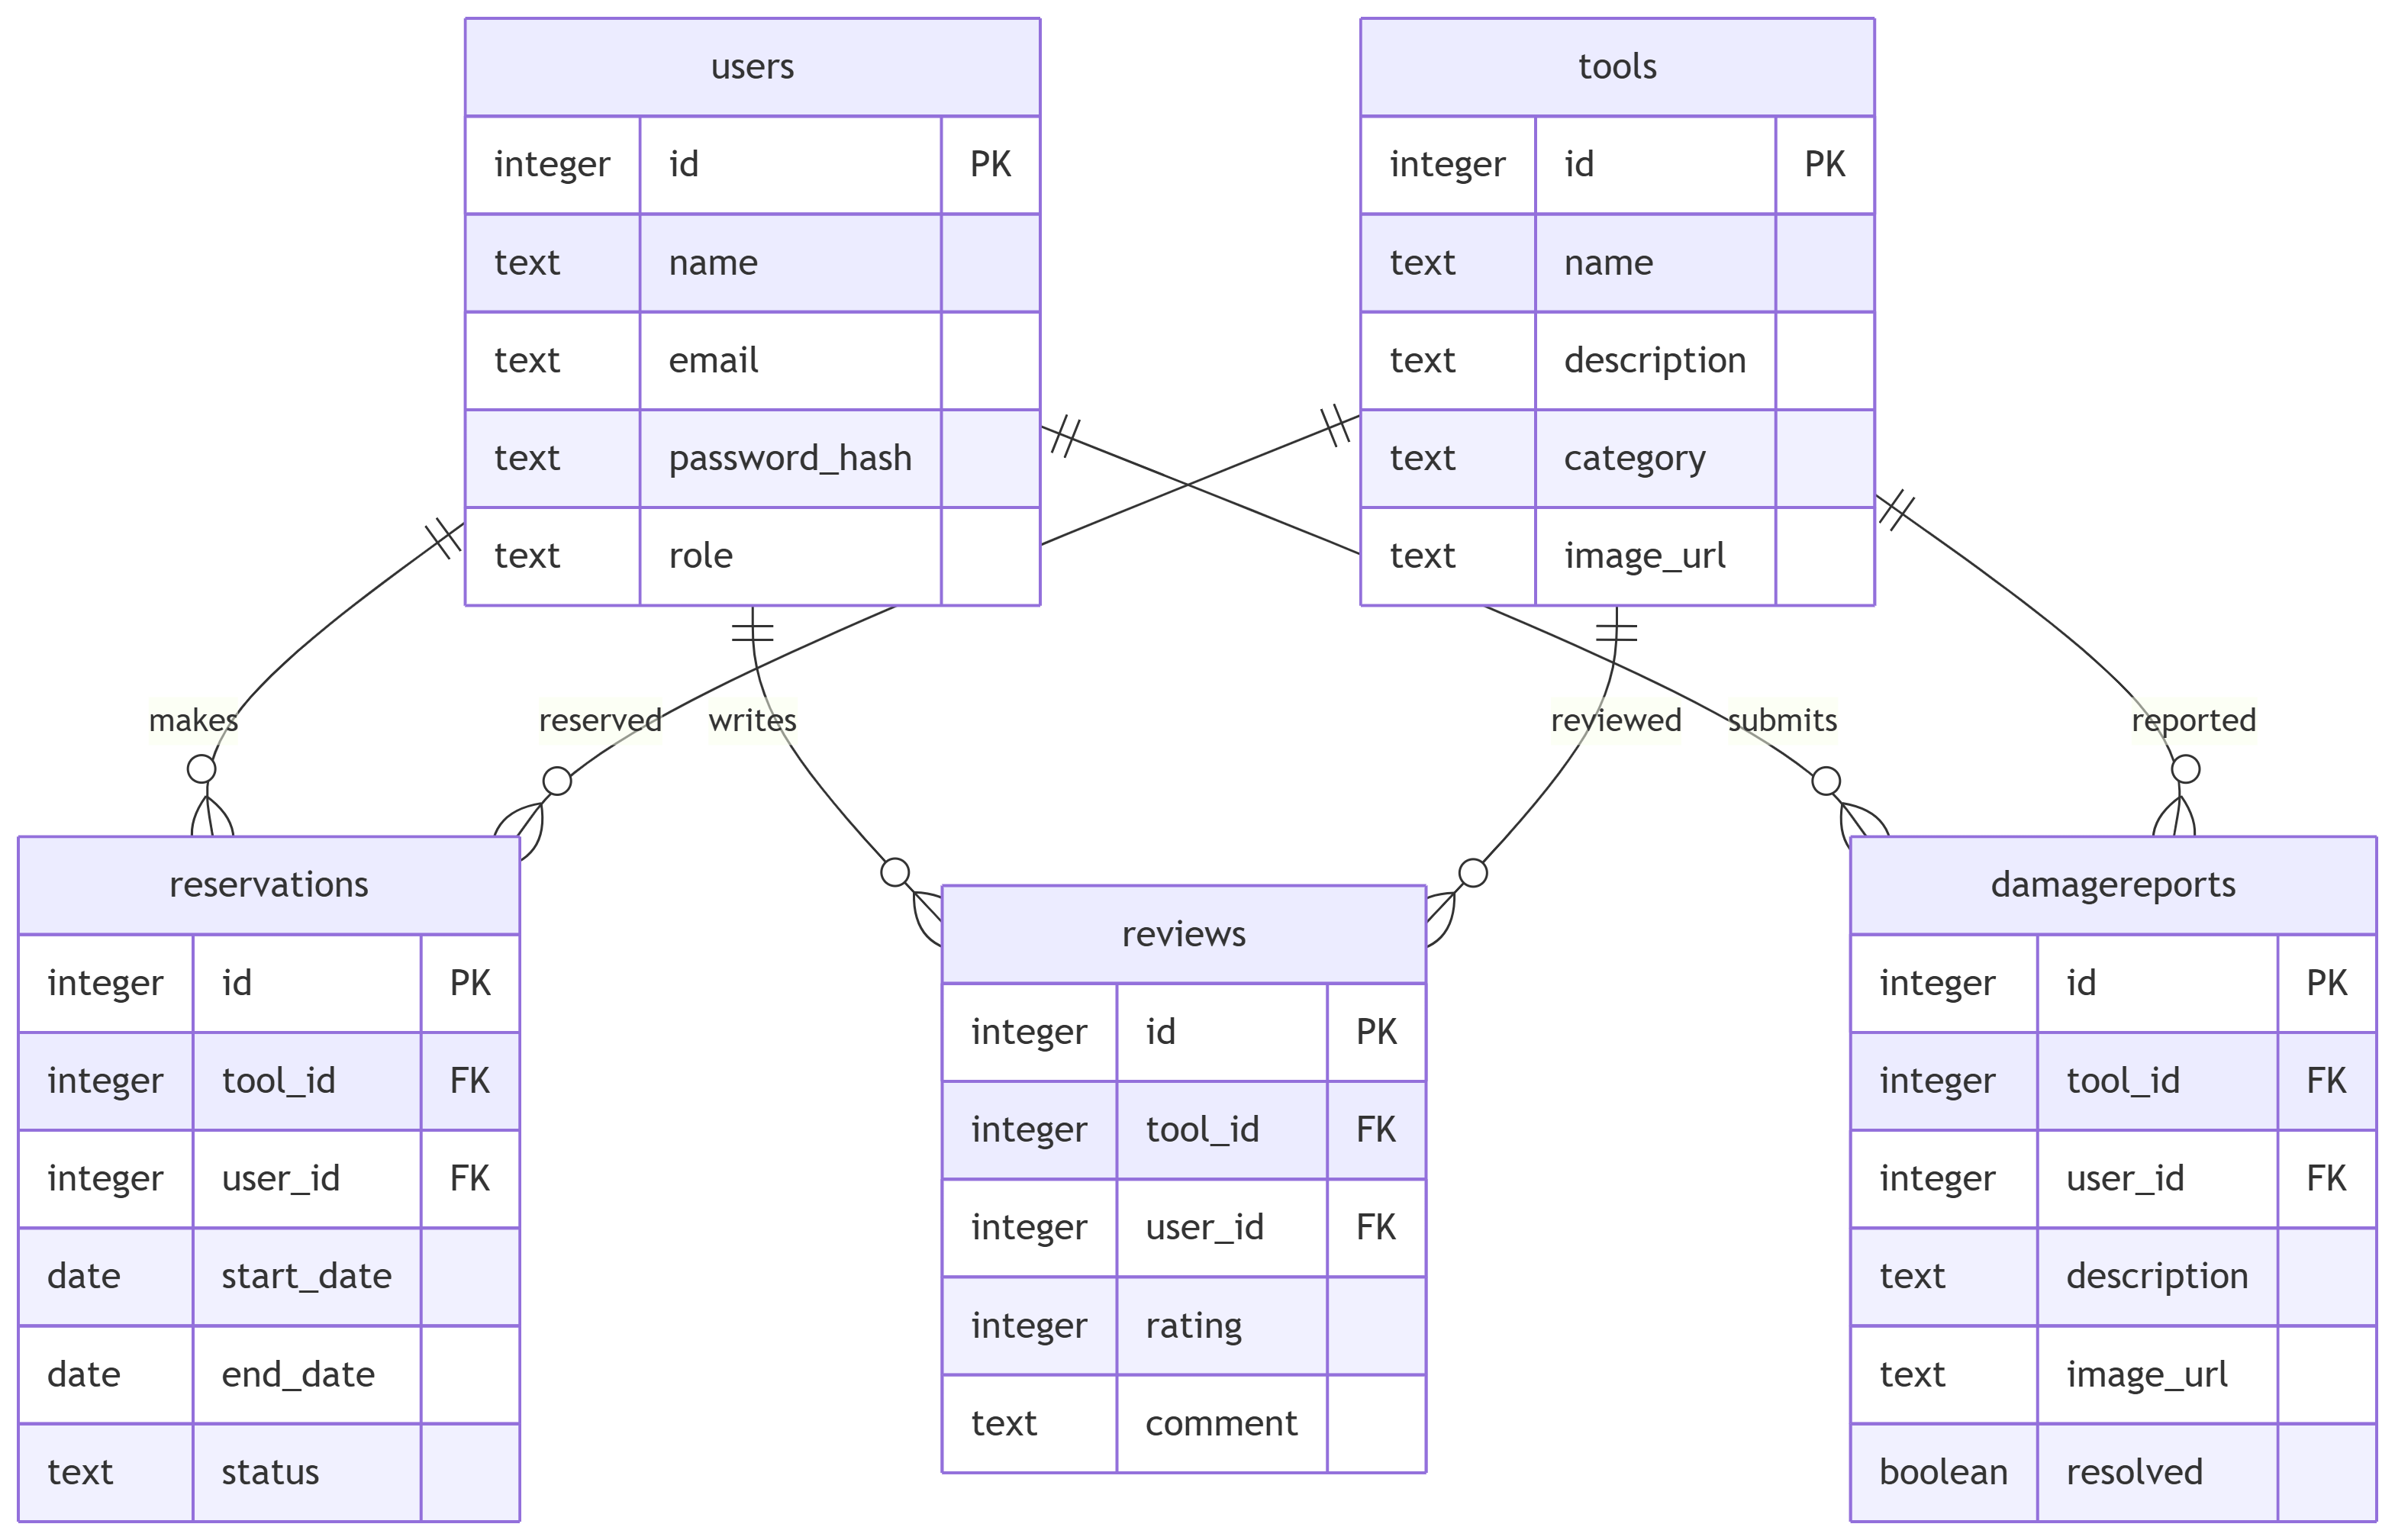 users
integer id PK
text name
text email
text password_hash
text role
tools
integer id PK
text name
text description
text category
text image_url
makes
reserved
writes
reviewed
submits
reported
reservations
integer id PK
integer tool_id FK
integer user_id FK
date start_date
date end_date
text status
reviews
integer id PK
integer tool_id FK
integer user_id FK
integer rating
text comment
damagereports
integer id PK
integer tool_id FK
integer user_id FK
text description
text image_url
boolean resolved